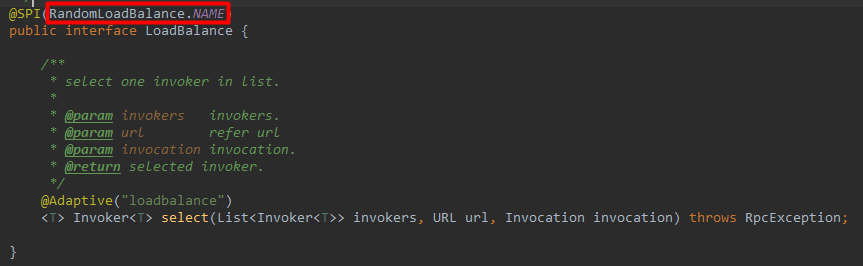 @SPI(RandomLoadBalance.NAME)
public interface LoadBalance {
/**
* select one invoker in list.
*
* @param invokers invokers.
* @param url refer url
* @param invocation invocation.
* @return selected invoker.
*/
@Adaptive("loadbalance")
<T> Invoker<T> select(List<Invoker<T>> invokers, URL url, Invocation invocation) throws RpcException;
}